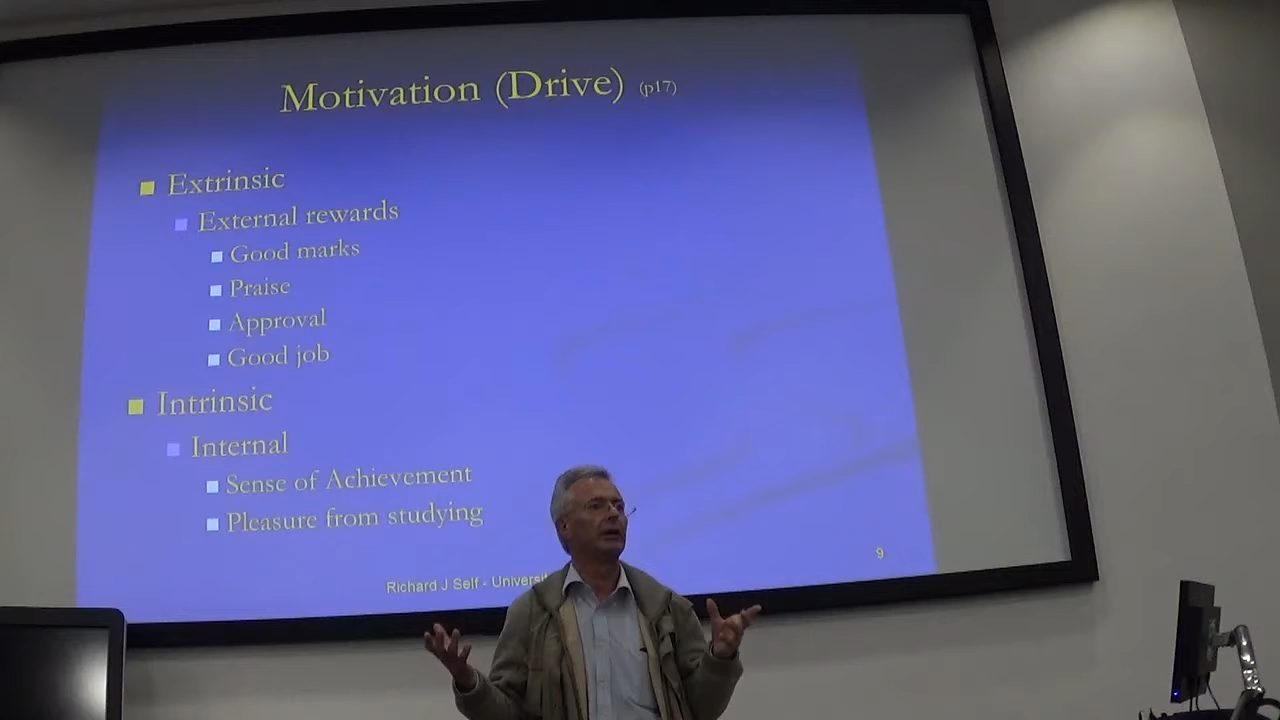 Motivation (Drive) (p17)
Extrinsic
External rewards
Good marks
Praise
Approval
Good job
Intrinsic
Internal
Sense of Achievement
Pleasure from studying
Richard J Self - Universit
9